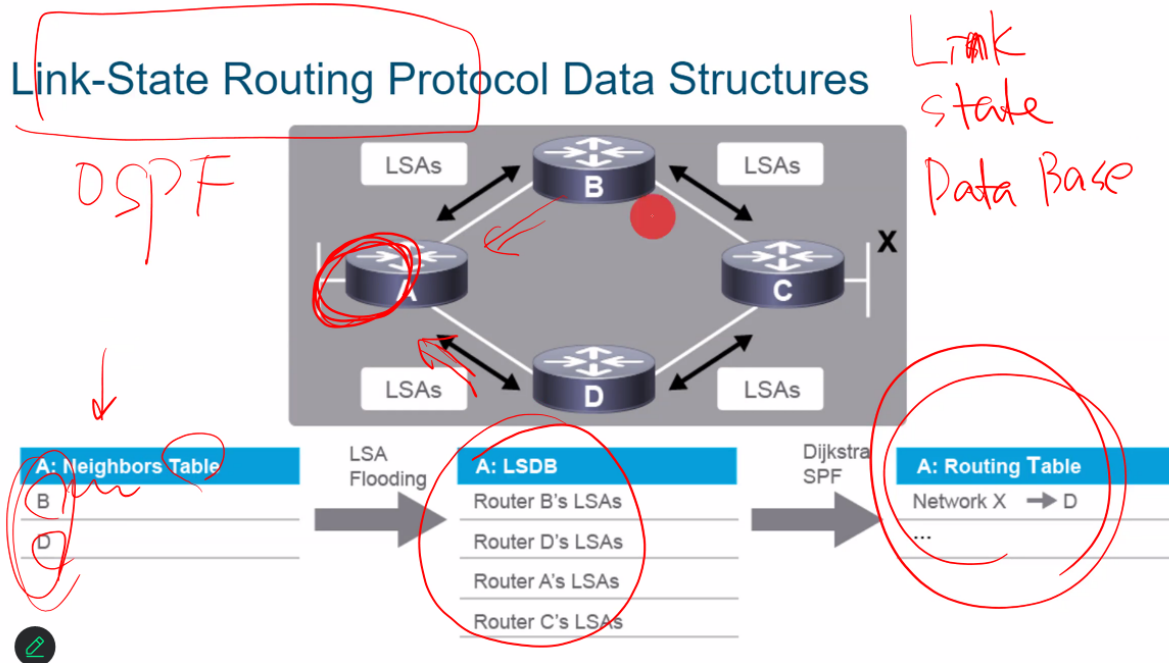 Link-State Routing Protocol Data Structures
Link
state
Data Base
OSPF
LSAs
B
LSAs
X
A
C
LSAs
D
LSAs
A: Neighbors Table
B
D
LSA
Flooding
A: LSDB
Router B's LSAs
Router D's LSAs
Router A's LSAs
Router C's LSAs
Dijkstra
SPF
A: Routing Table
Network X → D
...